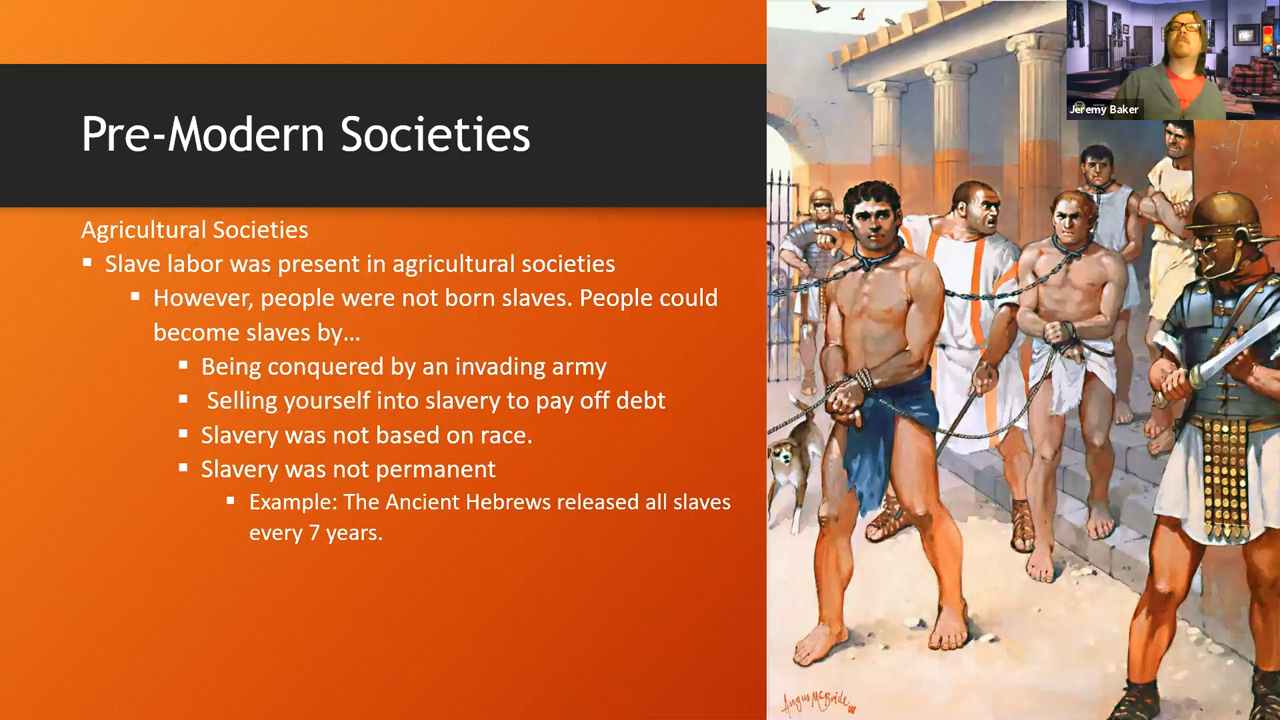 Pre-Modern Societies
Jeremy Baker
Agricultural Societies
▪ Slave labor was present in agricultural societies
▪ However, people were not born slaves. People could
become slaves by…
▪ Being conquered by an invading army
▪ Selling yourself into slavery to pay off debt
▪ Slavery was not based on race.
▪ Slavery was not permanent
▪ Example: The Ancient Hebrews released all slaves
every 7 years.
Angus McBride